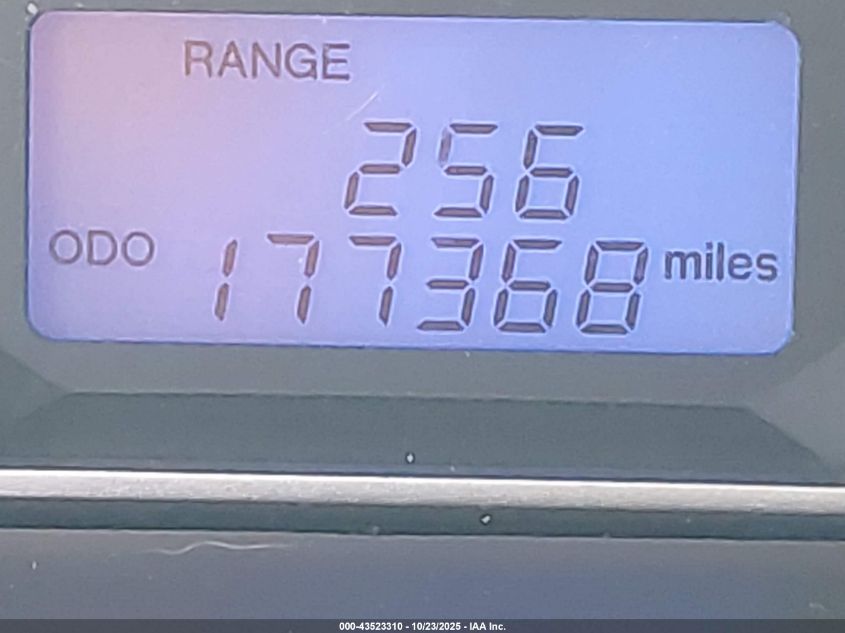 RANGE
256
ODO 177368 miles
000-43523310 - 10/23/2025 - IAA Inc.